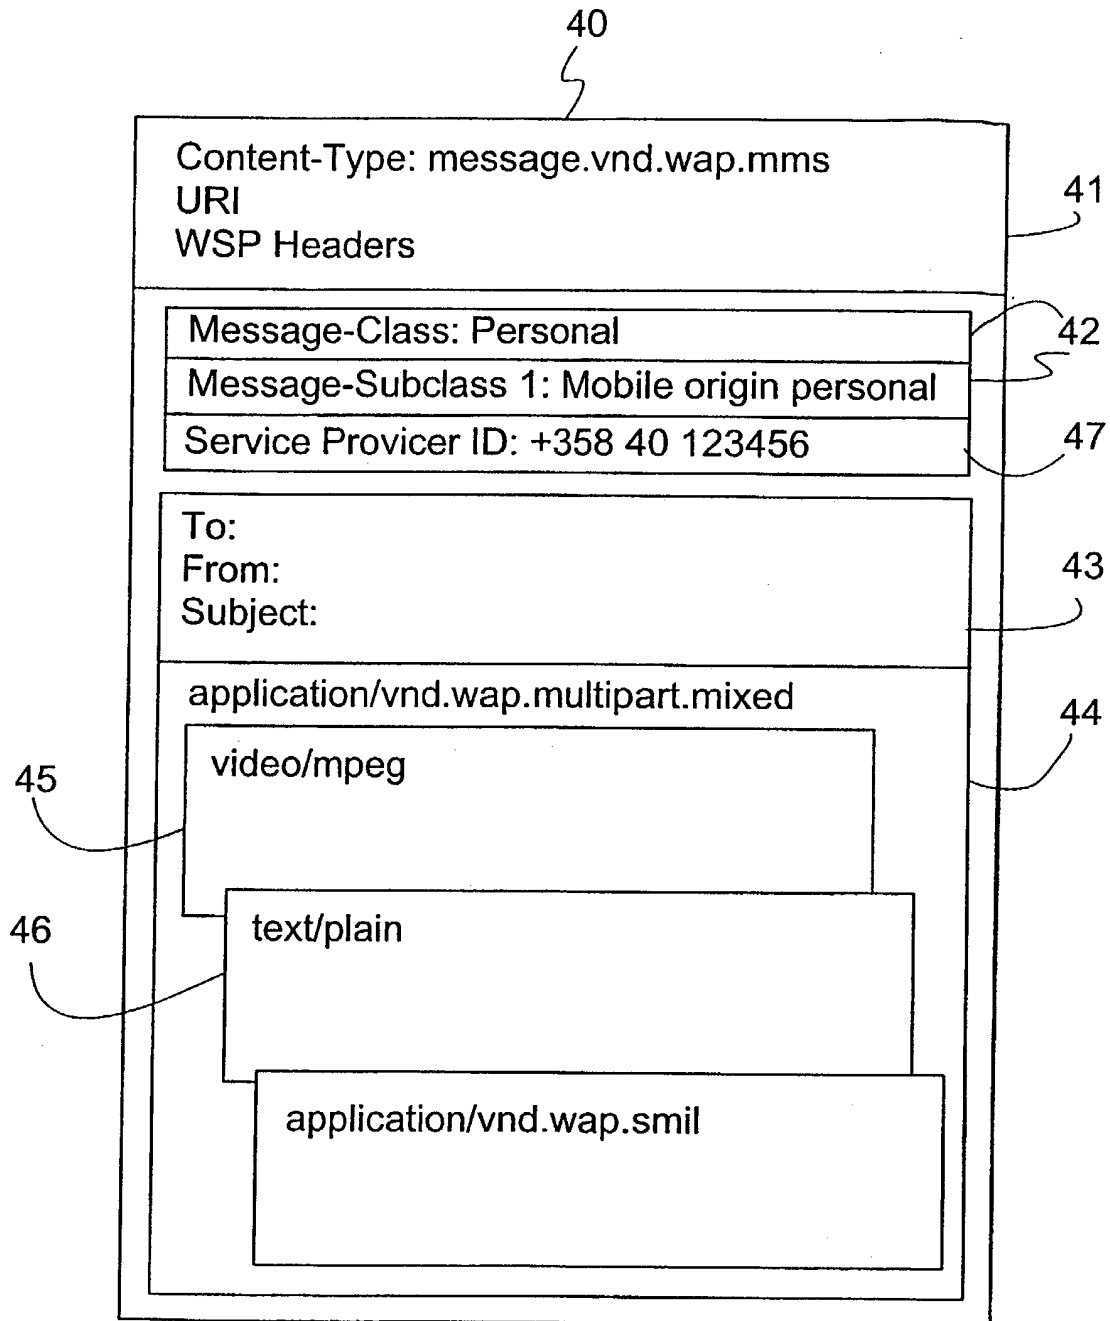 40
Content-Type: message.vnd.wap.mms
URI
WSP Headers
41
Message-Class: Personal
42
Message-Subclass 1: Mobile origin personal
Service Provicer ID: +358 40 123456
47
To:
From:
Subject:
43
application/vnd.wap.multipart.mixed
44
video/mpeg
45
text/plain
46
application/vnd.wap.smil